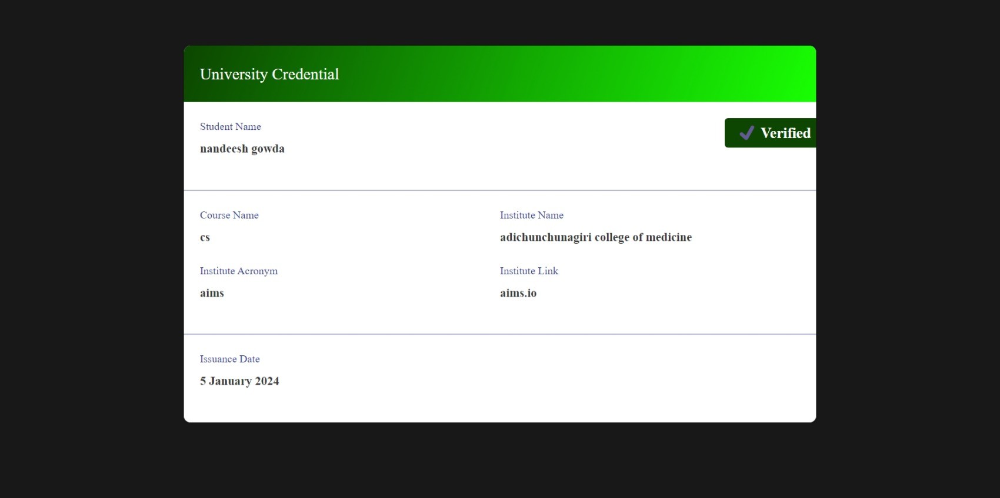 University Credential
Student Name
Verified
nandeesh gowda
Course Name
Institute Name
cs
adichunchunagiri college of medicine
Institute Acronym
Institute Link
aims
aims.io
Issuance Date
5 January 2024